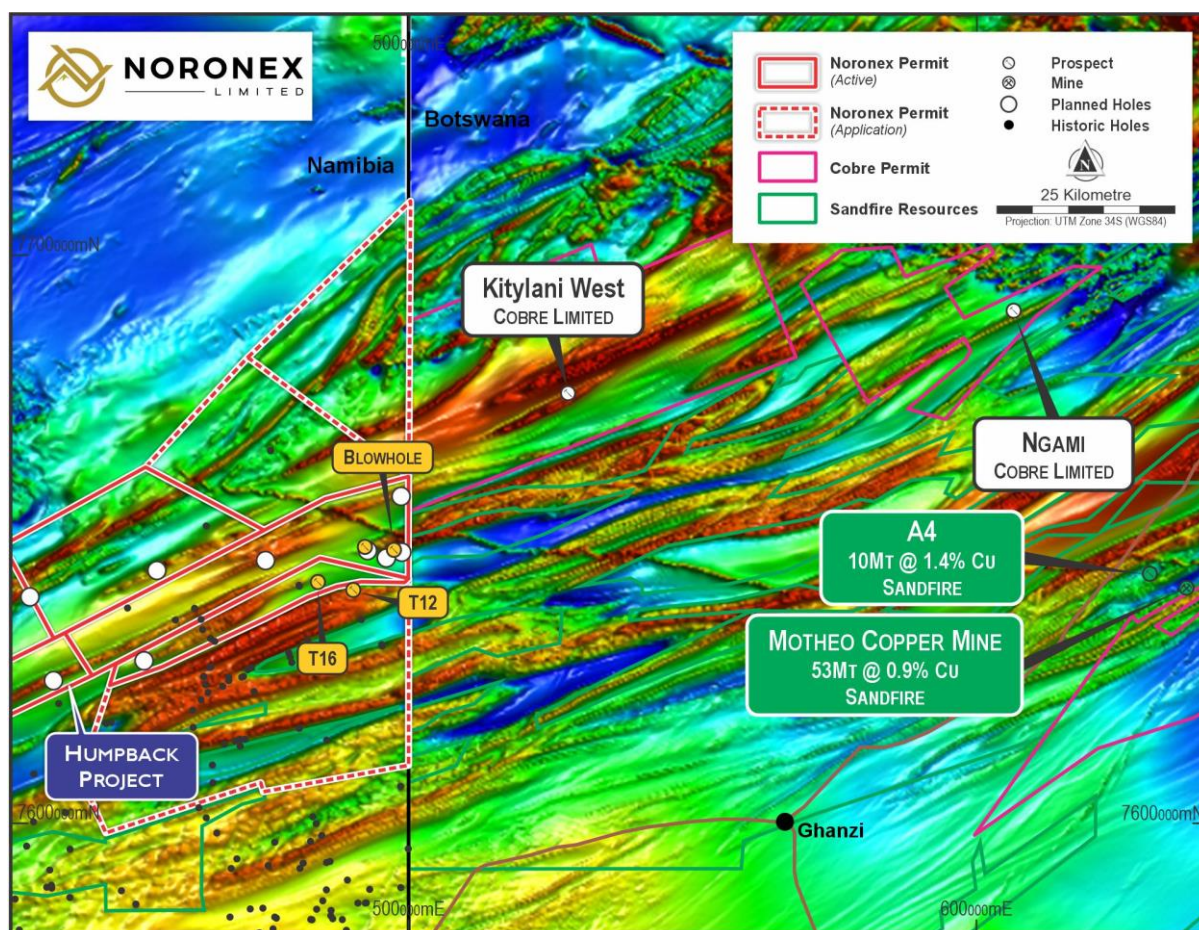 NORONEX
LIMITED
500000mE
Botswana
Namibia
Noronex Permit
(Active)
Noronex Permit
(Application)
Cobre Permit
Sandfire Resources
Prospect
Mine
Planned Holes
Historic Holes
N
25 Kilometre
Projection: UTM Zone 34S (WGS84)
7700000mN
KITYLANI WEST
COBRE LIMITED
NGAMI
COBRE LIMITED
BLOWHOLE
T12
T16
A4
10MT @ 1.4% CU
SANDFIRE
MOTHEO COPPER MINE
53MT @ 0.9% CU
SANDFIRE
HUMPBACK
PROJECT
7600000mN
7600000mN
Ghanzi
500000mE
600000mE